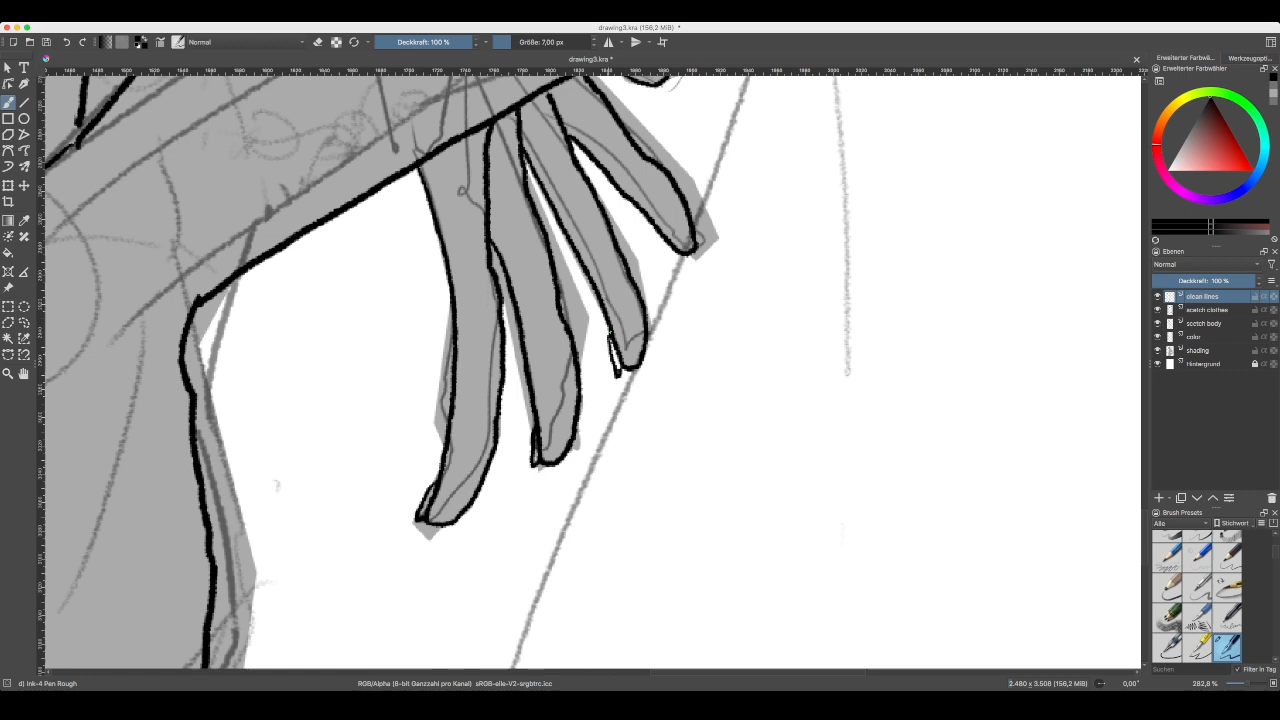 drawing3.kra (156,2 MiB) *
Normal
Deckkraft: 100 %
Größe: 7,00 px
drawing3.kra *
Erweiterter Farbwä...
Werkzeugopti...
Erweiterter Farbwähler
Ebenen
Normal
Deckkraft: 100 %
clean lines
scetch clothes
scetch body
color
shading
Hintergrund
Brush Presets
Alle
Stichwort
Suchen
Filter in Tag
d) Ink-4 Pen Rough
RGB/Alpha (8-bit Ganzzahl pro Kanal) sRGB-elle-V2-srgbtrc.icc
2.480 x 3.508 (156,2 MiB)
0,00°
282,8 %